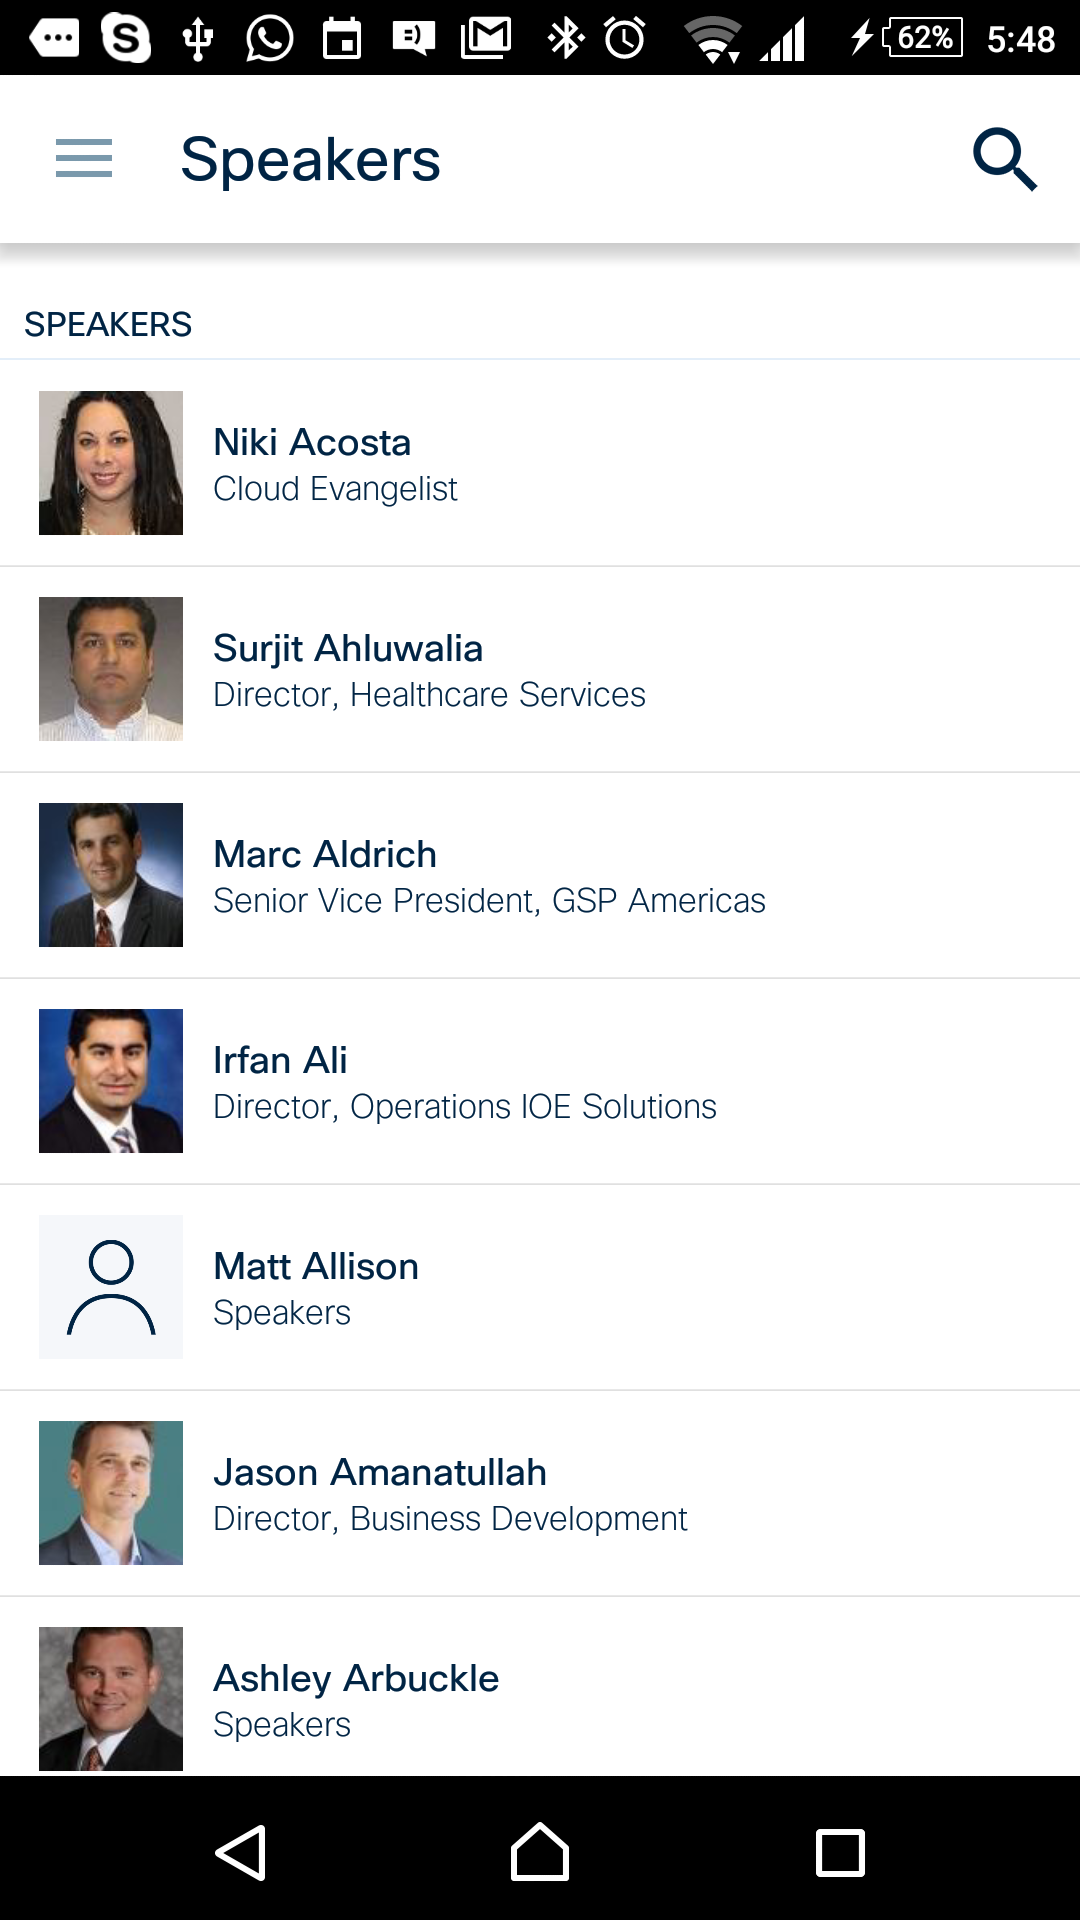 62% 5:48
Speakers
SPEAKERS
Niki Acosta
Cloud Evangelist
Surjit Ahluwalia
Director, Healthcare Services
Marc Aldrich
Senior Vice President, GSP Americas
Irfan Ali
Director, Operations IOE Solutions
Matt Allison
Speakers
Jason Amanatullah
Director, Business Development
Ashley Arbuckle
Speakers